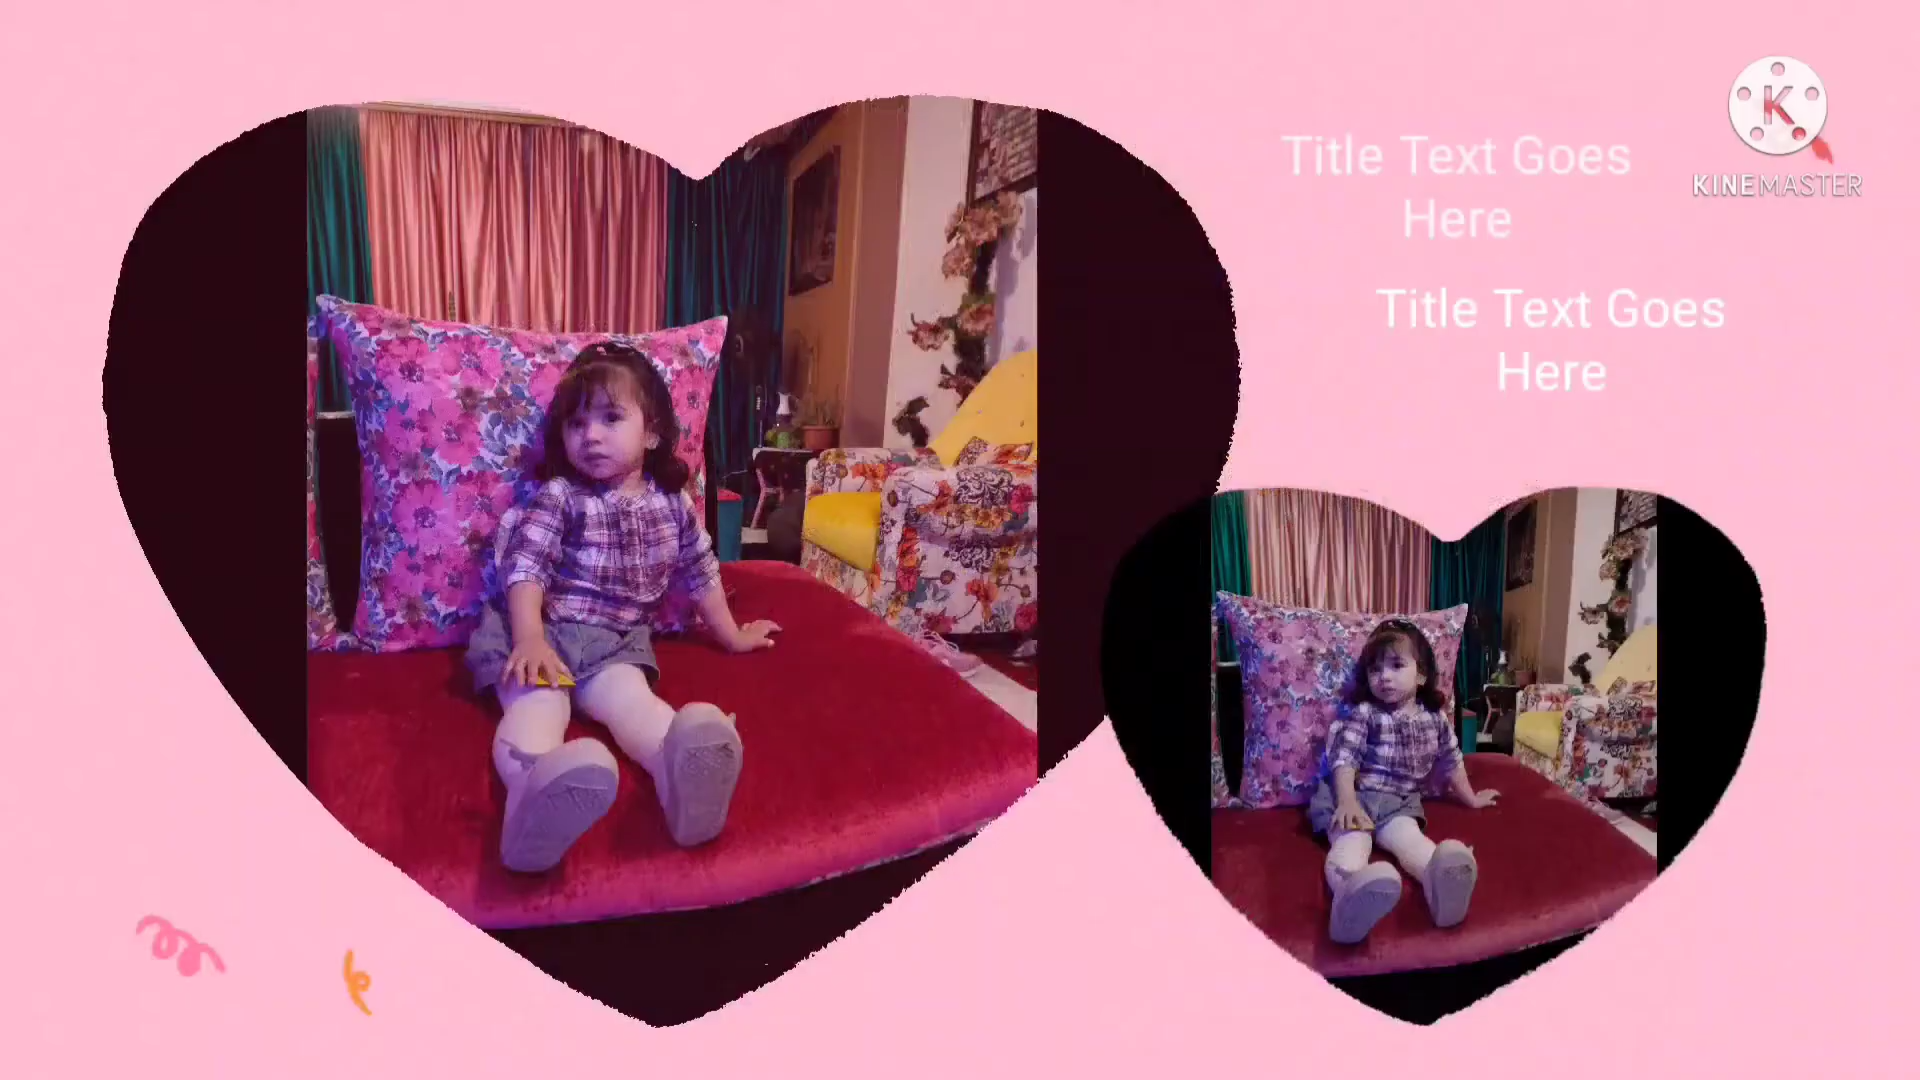 Title Text Goes
Here
Title Text Goes
Here
K
KINEMASTER